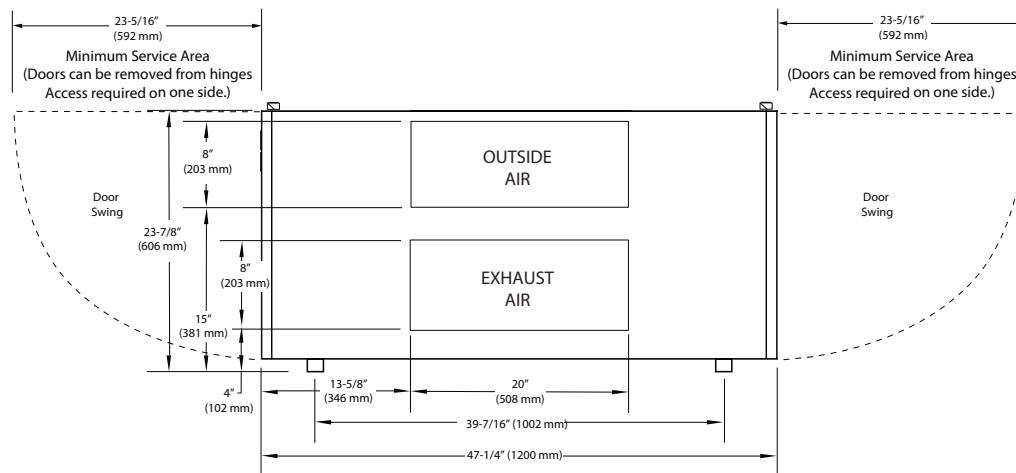 23-5/16”
(592 mm)
Minimum Service Area
(Doors can be removed from hinges
Access required on one side.)
23-5/16”
(592 mm)
Minimum Service Area
(Doors can be removed from hinges
Access required on one side.)
8”
(203 mm)
OUTSIDE
AIR
Door
Swing
Door
Swing
23-7/8”
(606 mm)
8”
(203 mm)
EXHAUST
AIR
15”
(381 mm)
4”
(102 mm)
13-5/8”
(346 mm)
20”
(508 mm)
39-7/16” (1002 mm)
47-1/4” (1200 mm)